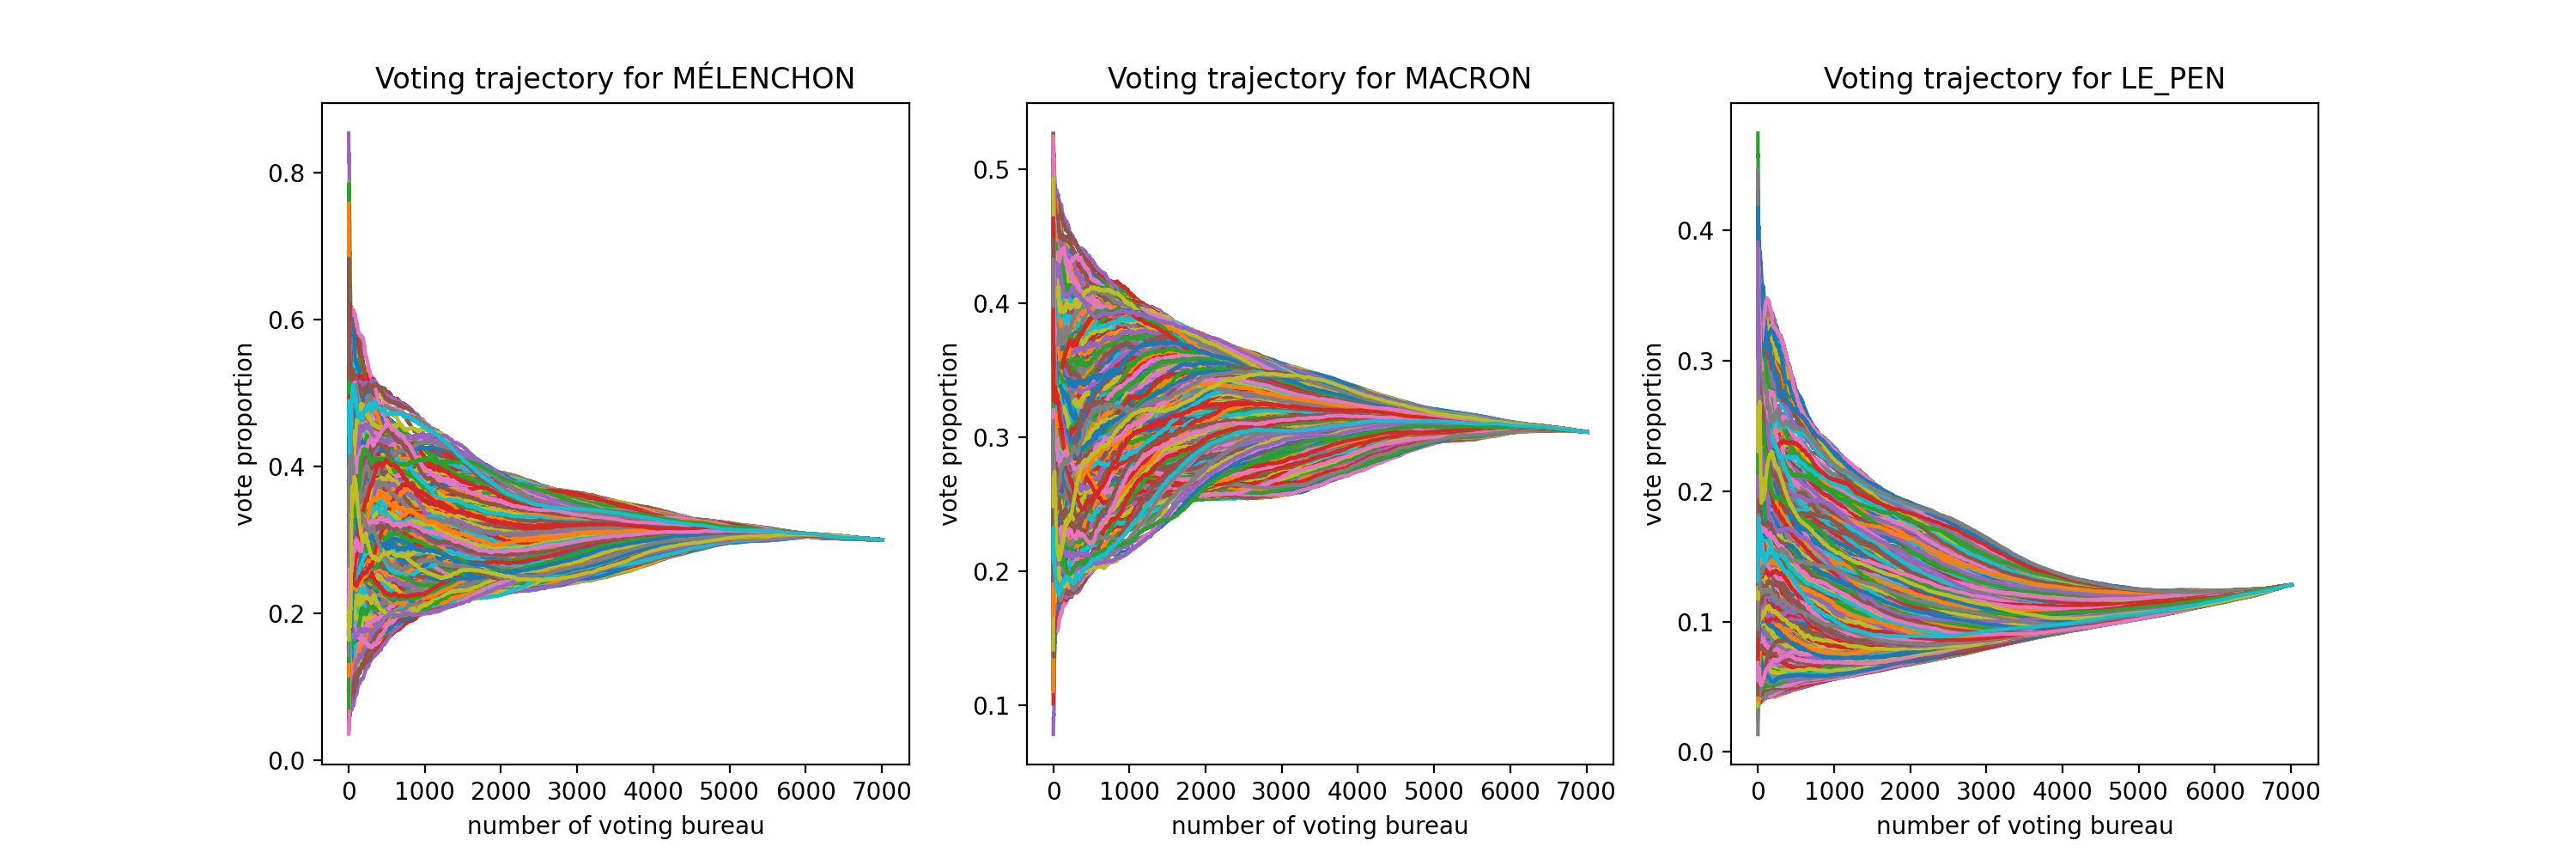 Voting trajectory for MÉLENCHON
vote proportion
0.8
0.6
0.4
0.2
0.0
0 1000 2000 3000 4000 5000 6000 7000
number of voting bureau
Voting trajectory for MACRON
vote proportion
0.5
0.4
0.3
0.2
0.1
0 1000 2000 3000 4000 5000 6000 7000
number of voting bureau
Voting trajectory for LE_PEN
vote proportion
0.4
0.3
0.2
0.1
0.0
0 1000 2000 3000 4000 5000 6000 7000
number of voting bureau